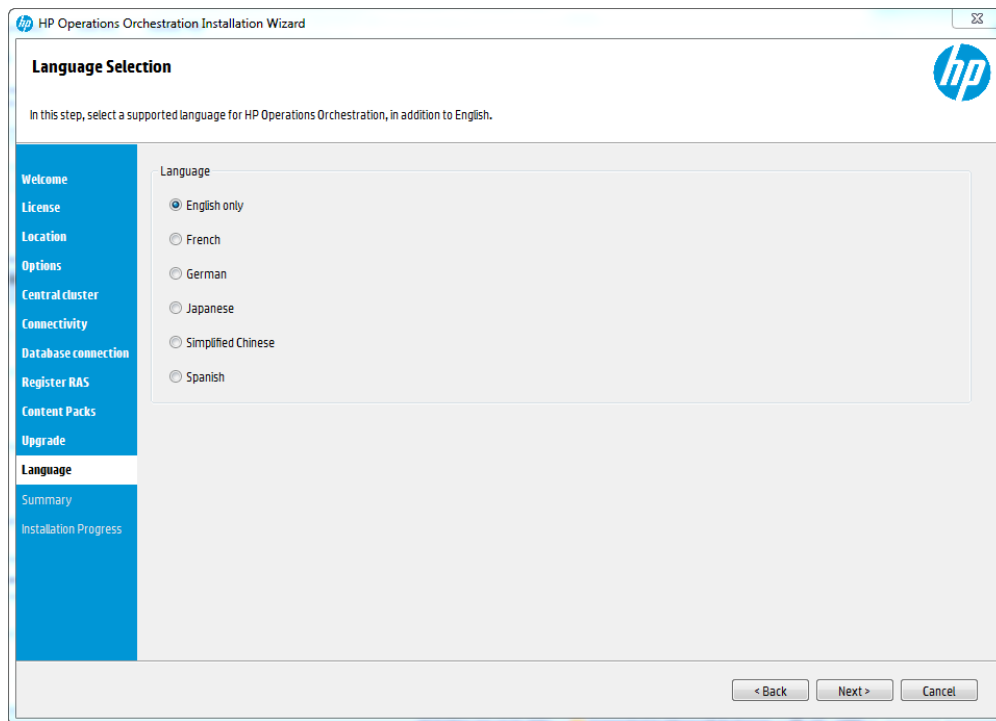 hp HP Operations Orchestration Installation Wizard
Language Selection
hp
In this step, select a supported language for HP Operations Orchestration, in addition to English.
Welcome
License
Location
Options
Central cluster
Connectivity
Database connection
Register RAS
Content Packs
Upgrade
Language
Summary
Installation Progress
Language
English only
French
German
Japanese
Simplified Chinese
Spanish
< Back
Next >
Cancel